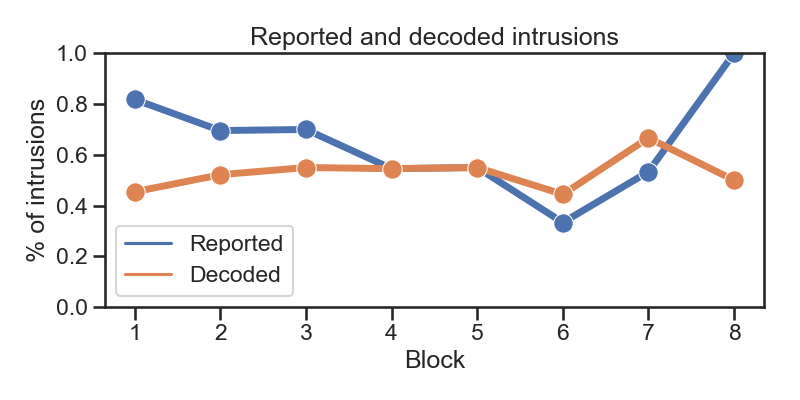 Reported and decoded intrusions
% of intrusions
1.0
0.8
0.6
0.4
0.2
0.0
Reported
Decoded
1 2 3 4 5 6 7 8
Block